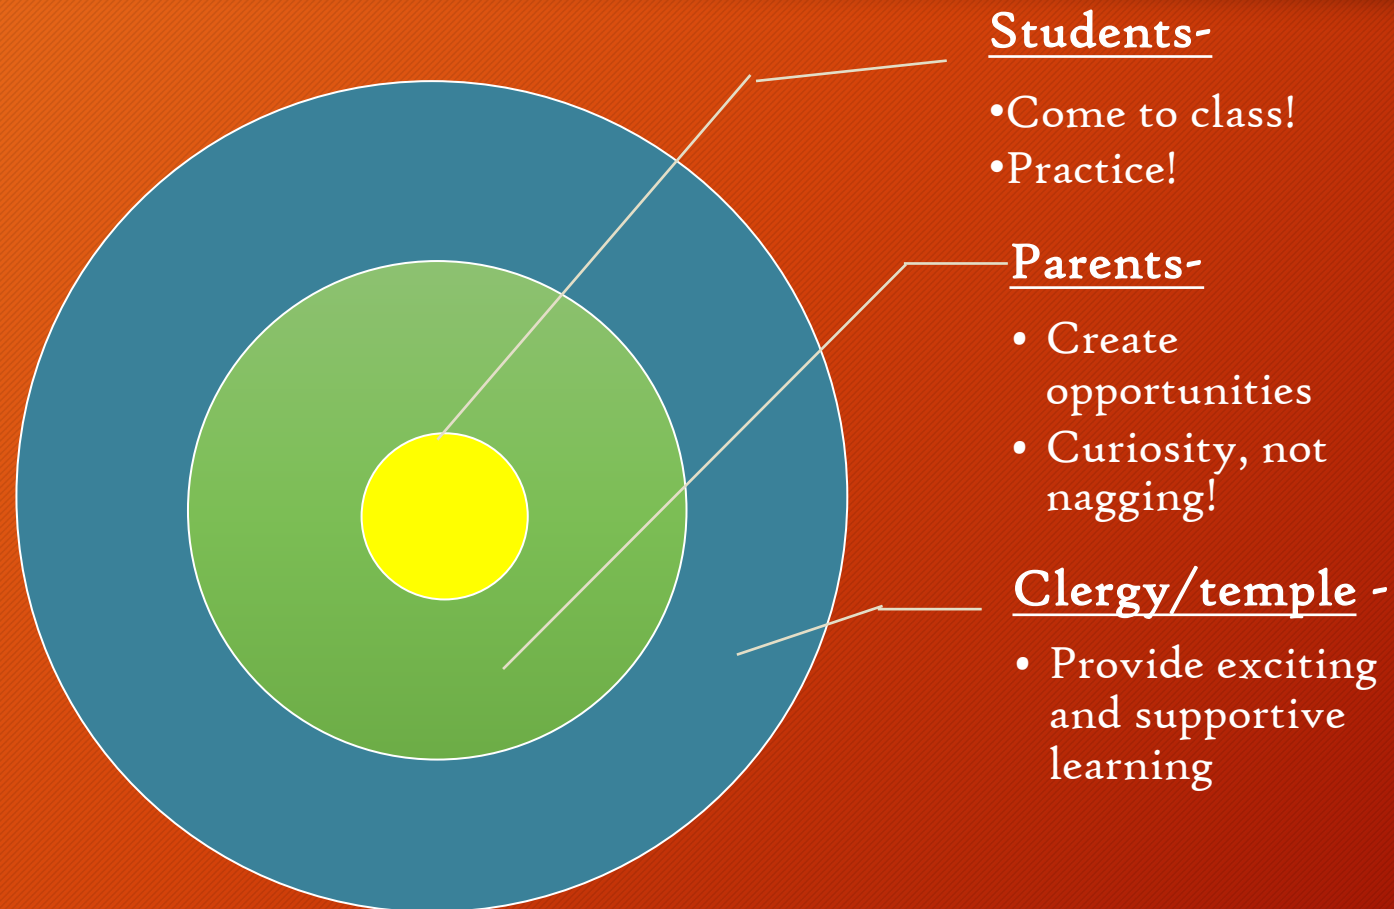 Students-
•Come to class!
•Practice!
Parents-
• Create
opportunities
• Curiosity, not
nagging!
Clergy/temple -
• Provide exciting
and supportive
learning